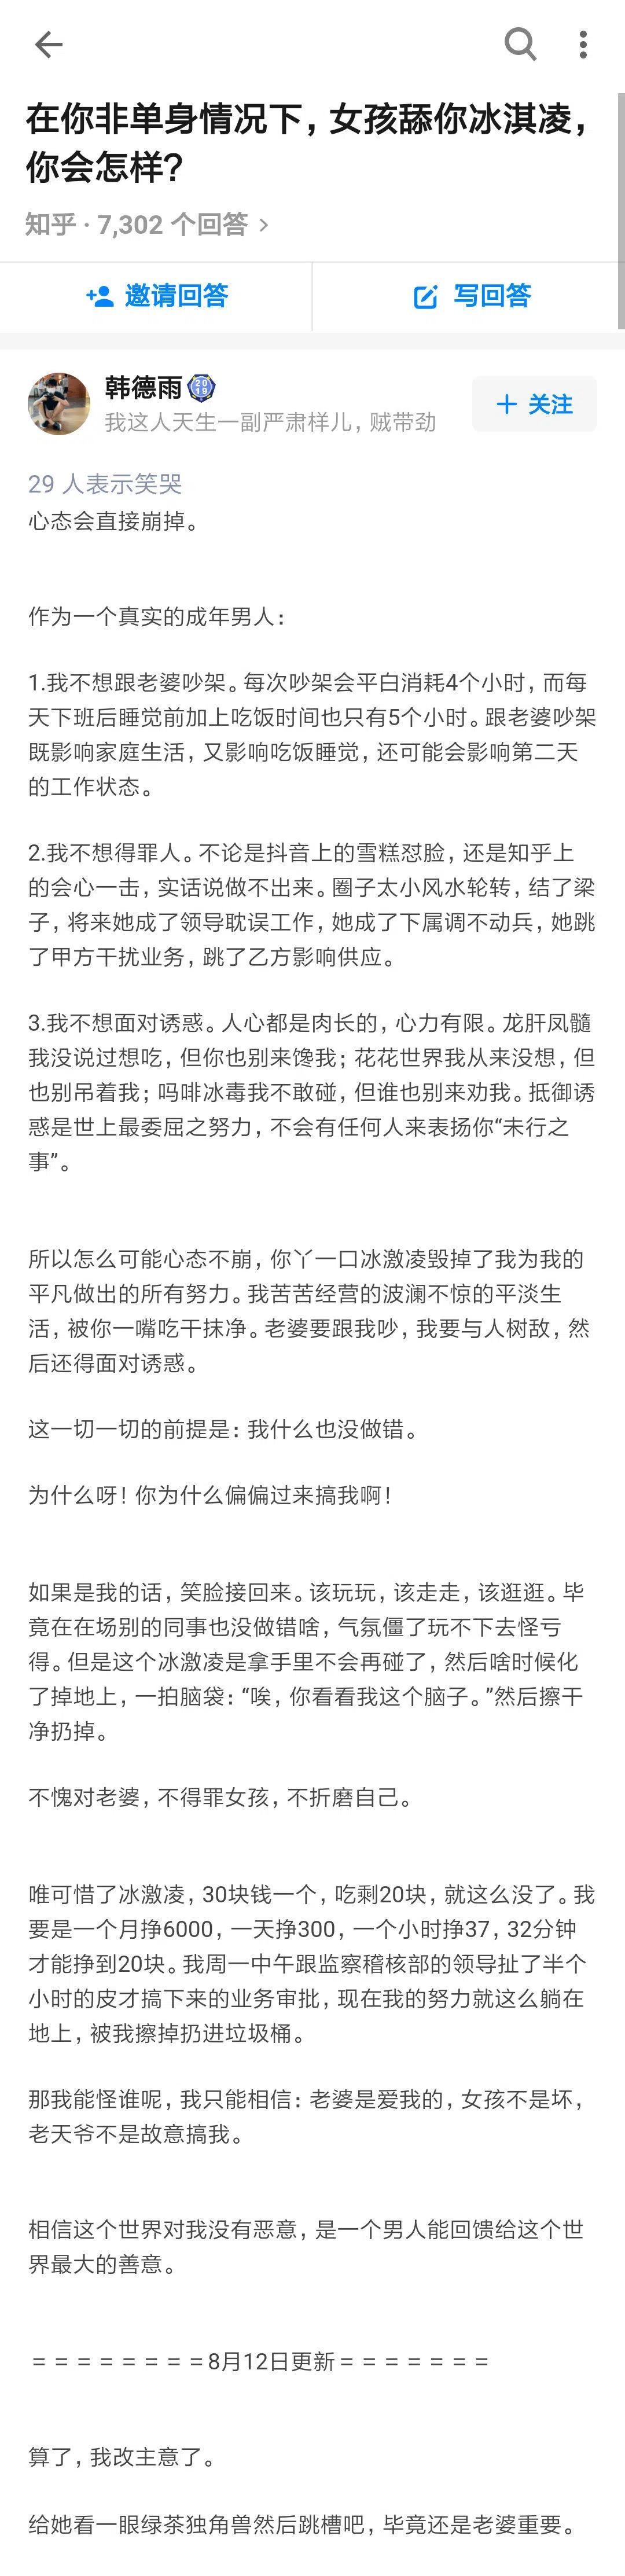 在你非单身情况下，女孩舔你冰淇凌，
你会怎样？
知乎 · 7,302 个回答 >
邀请回答
写回答
韩德雨 2019
我这人天生一副严肃样儿，贼带劲
+ 关注
29 人表示笑哭
心态会直接崩掉。
作为一个真实的成年男人：
1.我不想跟老婆吵架。每次吵架会平白消耗4个小时，而每
天下班后睡觉前加上吃饭时间也只有5个小时。跟老婆吵架
既影响家庭生活，又影响吃饭睡觉，还可能会影响第二天
的工作状态。
2.我不想得罪人。不论是抖音上的雪糕怼脸，还是知乎上
的会心一击，实话说做不出来。圈子太小风水轮转，结了梁
子，将来她成了领导耽误工作，她成了下属调不动兵，她跳
了甲方干扰业务，跳了乙方影响供应。
3.我不想面对诱惑。人心都是肉长的，心力有限。龙肝凤髓
我没说过想吃，但你也别来馋我；花花世界我从来没想，但
也别吊着我；吗啡冰毒我不敢碰，但谁也别来劝我。抵御诱
惑是世上最委屈之努力，不会有任何人来表扬你“未行之
事”。
所以怎么可能心态不崩，你丫一口冰激凌毁掉了我为我的
平凡做出的所有努力。我苦苦经营的波澜不惊的平淡生
活，被你一嘴吃干抹净。老婆要跟我吵，我要与人树敌，然
后还得面对诱惑。
这一切一切的前提是：我什么也没做错。
为什么呀！你为什么偏偏过来搞我啊！
如果是我的话，笑脸接回来。该玩玩，该走走，该逛逛。毕
竟在在场别的同事也没做错啥，气氛僵了玩不下去怪亏
得。但是这个冰激凌是拿手里不会再碰了，然后啥时候化
了掉地上，一拍脑袋：“唉，你看看我这个脑子。”然后擦干
净扔掉。
不愧对老婆，不得罪女孩，不折磨自己。
唯可惜了冰激凌，30块钱一个，吃剩20块，就这么没了。我
要是一个月挣6000，一天挣300，一个小时挣37，32分钟
才能挣到20块。我周一中午跟监察稽核部的领导扯了半个
小时的皮才搞下来的业务审批，现在我的努力就这么躺在
地上，被我擦掉扔进垃圾桶。
那我能怪谁呢，我只能相信：老婆是爱我的，女孩不是坏，
老天爷不是故意搞我。
相信这个世界对我没有恶意，是一个男人能回馈给这个世
界最大的善意。
＝＝＝＝＝＝＝＝8月12日更新＝＝＝＝＝＝＝
算了，我改主意了。
给她看一眼绿茶独角兽然后跳槽吧，毕竟还是老婆重要。